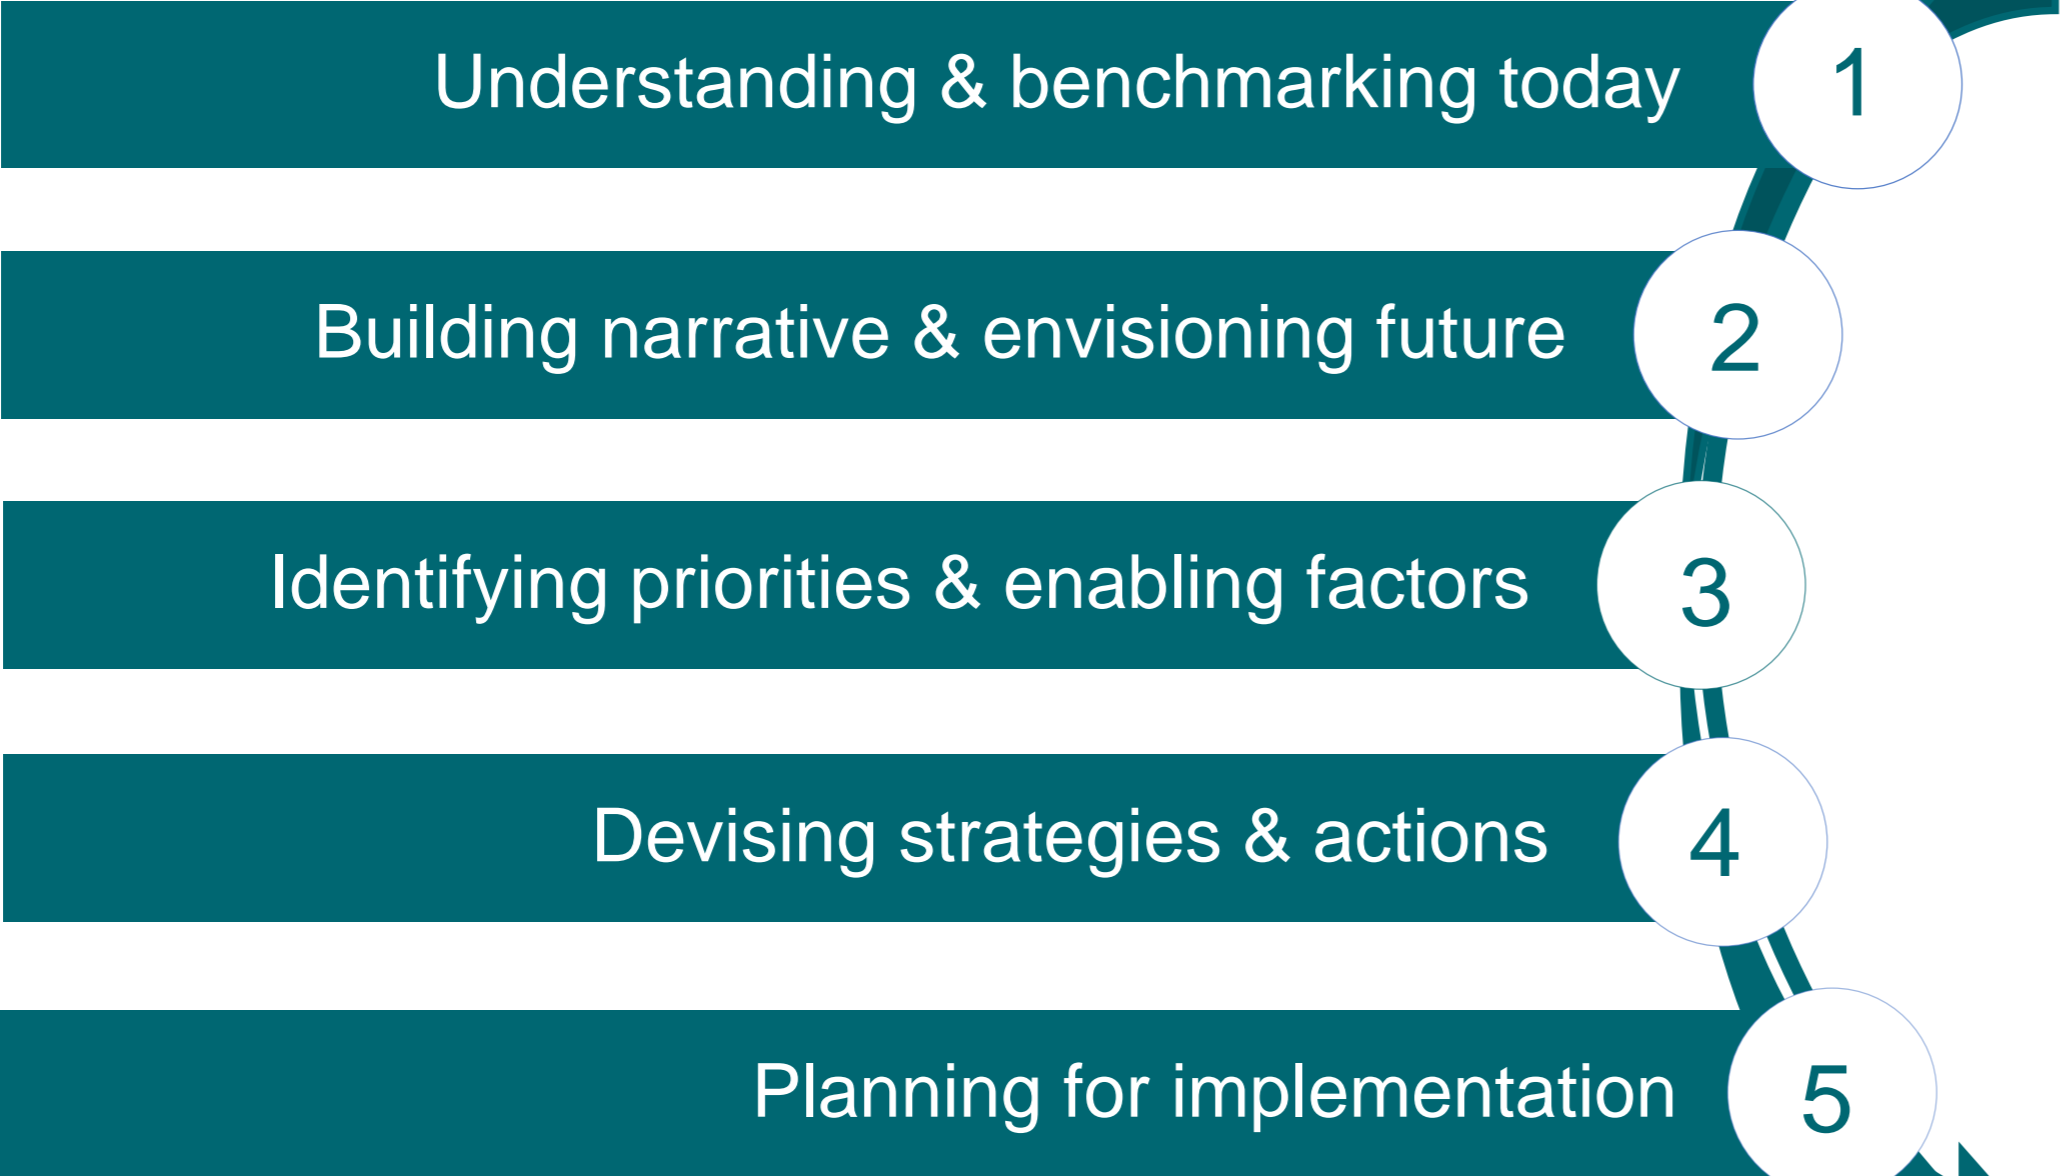 Understanding & benchmarking today 1
Building narrative & envisioning future 2
Identifying priorities & enabling factors 3
Devising strategies & actions 4
Planning for implementation 5